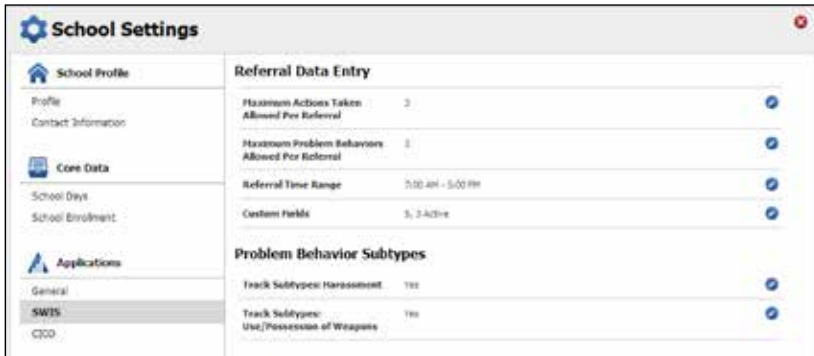 School Settings
School Profile
Profile
Contact Information
Core Data
School Days
School Enrollment
Applications
General
SWIS
CICO
Referral Data Entry
Maximum Actions Taken
Allowed Per Referral
Maximum Problem Behaviors
Allowed Per Referral
Referral Time Range
7:00 AM - 5:00 PM
Custom Fields
5, 3 Active
Problem Behavior Subtypes
Track Subtypes: Harassment
Yes
Track Subtypes:
Use/Possession of Weapons
Yes